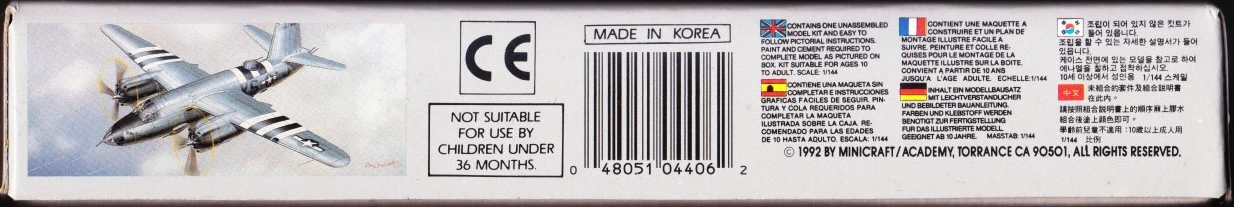 CE
NOT SUITABLE
FOR USE BY
CHILDREN UNDER
36 MONTHS.
MADE IN KOREA
0 48051 04406 2
CONTAINS ONE UNASSEMBLED
MODEL KIT AND EASY TO
FOLLOW PICTORIAL INSTRUCTIONS.
PAINT AND CEMENT REQUIRED TO
COMPLETE MODEL AS PICTURED ON
BOX. KIT SUITABLE FOR AGES 10
TO ADULT. SCALE: 1/144
CONTIENE UNA MAQUETA SIN
COMPLETAR E INSTRUCCIONES
GRAFICAS FACILES DE SEGUIR. PIN-
TURA Y COLA REQUERIDOS PARA
COMPLETAR LA MAQUETA
ILUSTRADA SOBRE LA CAJA. RE-
COMENDADO PARA LAS EDADES
DE 10 HASTA ADULTO. ESCALA: 1/144
CONTIENT UNE MAQUETTE A
CONSTRUIRE ET UN PLAN DE
MONTAGE ILLUSTRE FACILE A
SUIVRE. PEINTURE ET COLLE RE-
QUISES POUR LE MONTAGE DE LA
MAQUETTE ILLUSTRE SUR LA BOITE.
CONVIENT A PARTIR DE 10 ANS
JUSQU'A L'AGE ADULTE. ECHELLE:1/144
INHALT EIN MODELLBAUSATZ
MIT LEICHTVERSTANDLICHER
UND BEBILDETER BAUANLEITUNG.
FARBEN UND KLEBSTOFF WERDEN
BENOTIGT ZUR FERTIGSTELLUNG
FUR DAS ILLUSTRIERTE MODELL.
GEEIGNET AB 10 JAHRE. MASSTAB: 1/144
조립이 되어 있지 않은 킷트가
들어 있읍니다.
조립을 할 수 있는 자세한 설명서가 들어
있읍니다.
케이스 전면에 있는 모델을 참고로 하여
에나멜을 칠하고 접착하십시오.
10세 이상에서 성인용 1/144 스케일
中文 未組合的套件及組合説明書
在此内。
請按照組合説明書上的順序蘇上膠水
組合後塗上顔色即可。
學齡前兒童不適用:10歲以上成人用
1/144 比例
© 1992 BY MINICRAFT/ACADEMY, TORRANCE CA 90501, ALL RIGHTS RESERVED.